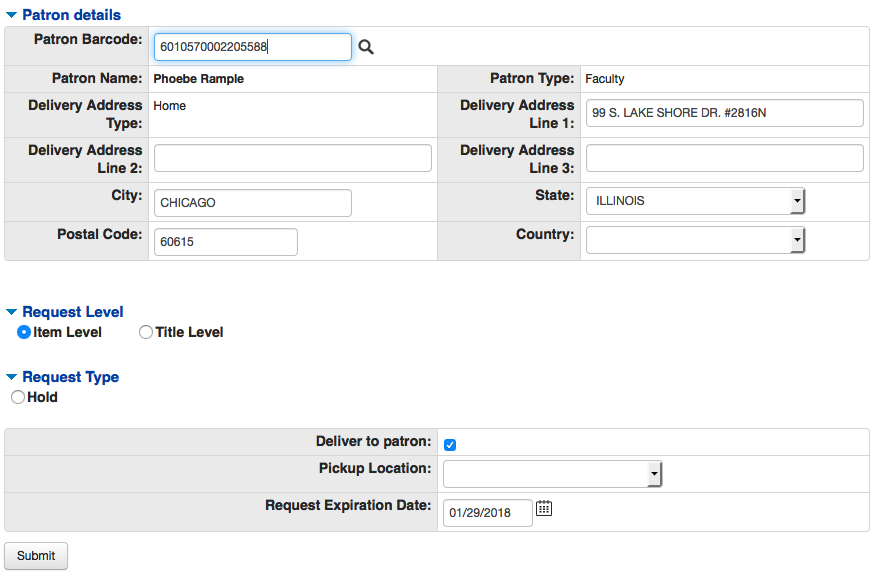 Patron details
Patron Barcode: 6010570002205588
Patron Name: Phoebe Rample Patron Type: Faculty
Delivery Address Type: Home Delivery Address Line 1: 99 S. LAKE SHORE DR. #2816N
Delivery Address Line 2: Delivery Address Line 3:
City: CHICAGO State: ILLINOIS
Postal Code: 60615 Country:
Request Level
Item Level Title Level
Request Type
Hold
Deliver to patron:
Pickup Location:
Request Expiration Date: 01/29/2018
Submit